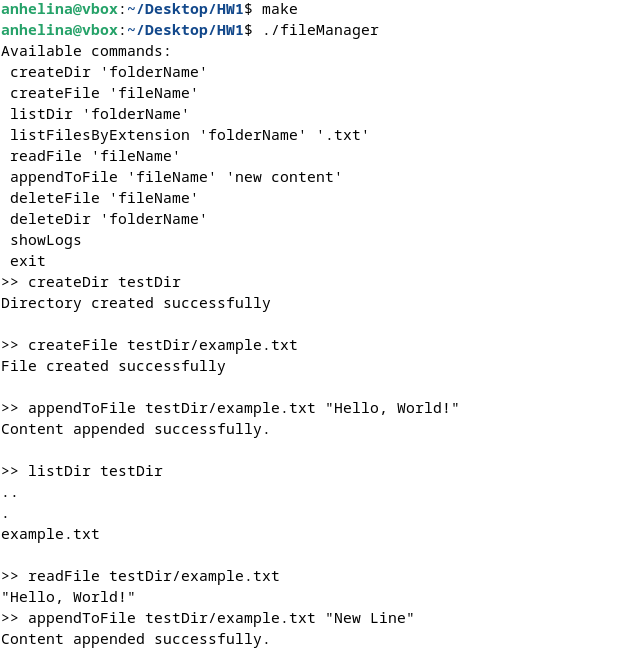 anhelina@vbox:~/Desktop/HW1$ make
anhelina@vbox:~/Desktop/HW1$ ./fileManager
Available commands:
 createDir 'folderName'
 createFile 'fileName'
 listDir 'folderName'
 listFilesByExtension 'folderName' '.txt'
 readFile 'fileName'
 appendToFile 'fileName' 'new content'
 deleteFile 'fileName'
 deleteDir 'folderName'
 showLogs
 exit
>> createDir testDir
Directory created successfully

>> createFile testDir/example.txt
File created successfully

>> appendToFile testDir/example.txt "Hello, World!"
Content appended successfully.

>> listDir testDir
..
.
example.txt

>> readFile testDir/example.txt
"Hello, World!"
>> appendToFile testDir/example.txt "New Line"
Content appended successfully.